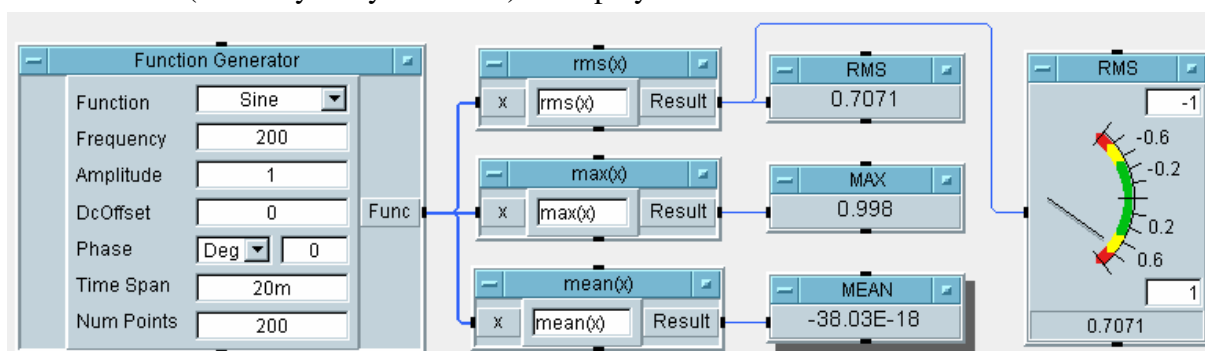 Function Generator
Function Sine
Frequency 200
Amplitude 1
DcOffset 0
Phase Deg 0
Time Span 20m
Num Points 200
Func
rms(x)
x rms(x) Result
max(x)
x max(x) Result
mean(x)
x mean(x) Result
RMS
0.7071
MAX
0.998
MEAN
-38.03E-18
RMS
-1
-0.6
-0.2
0.2
0.6
1
0.7071